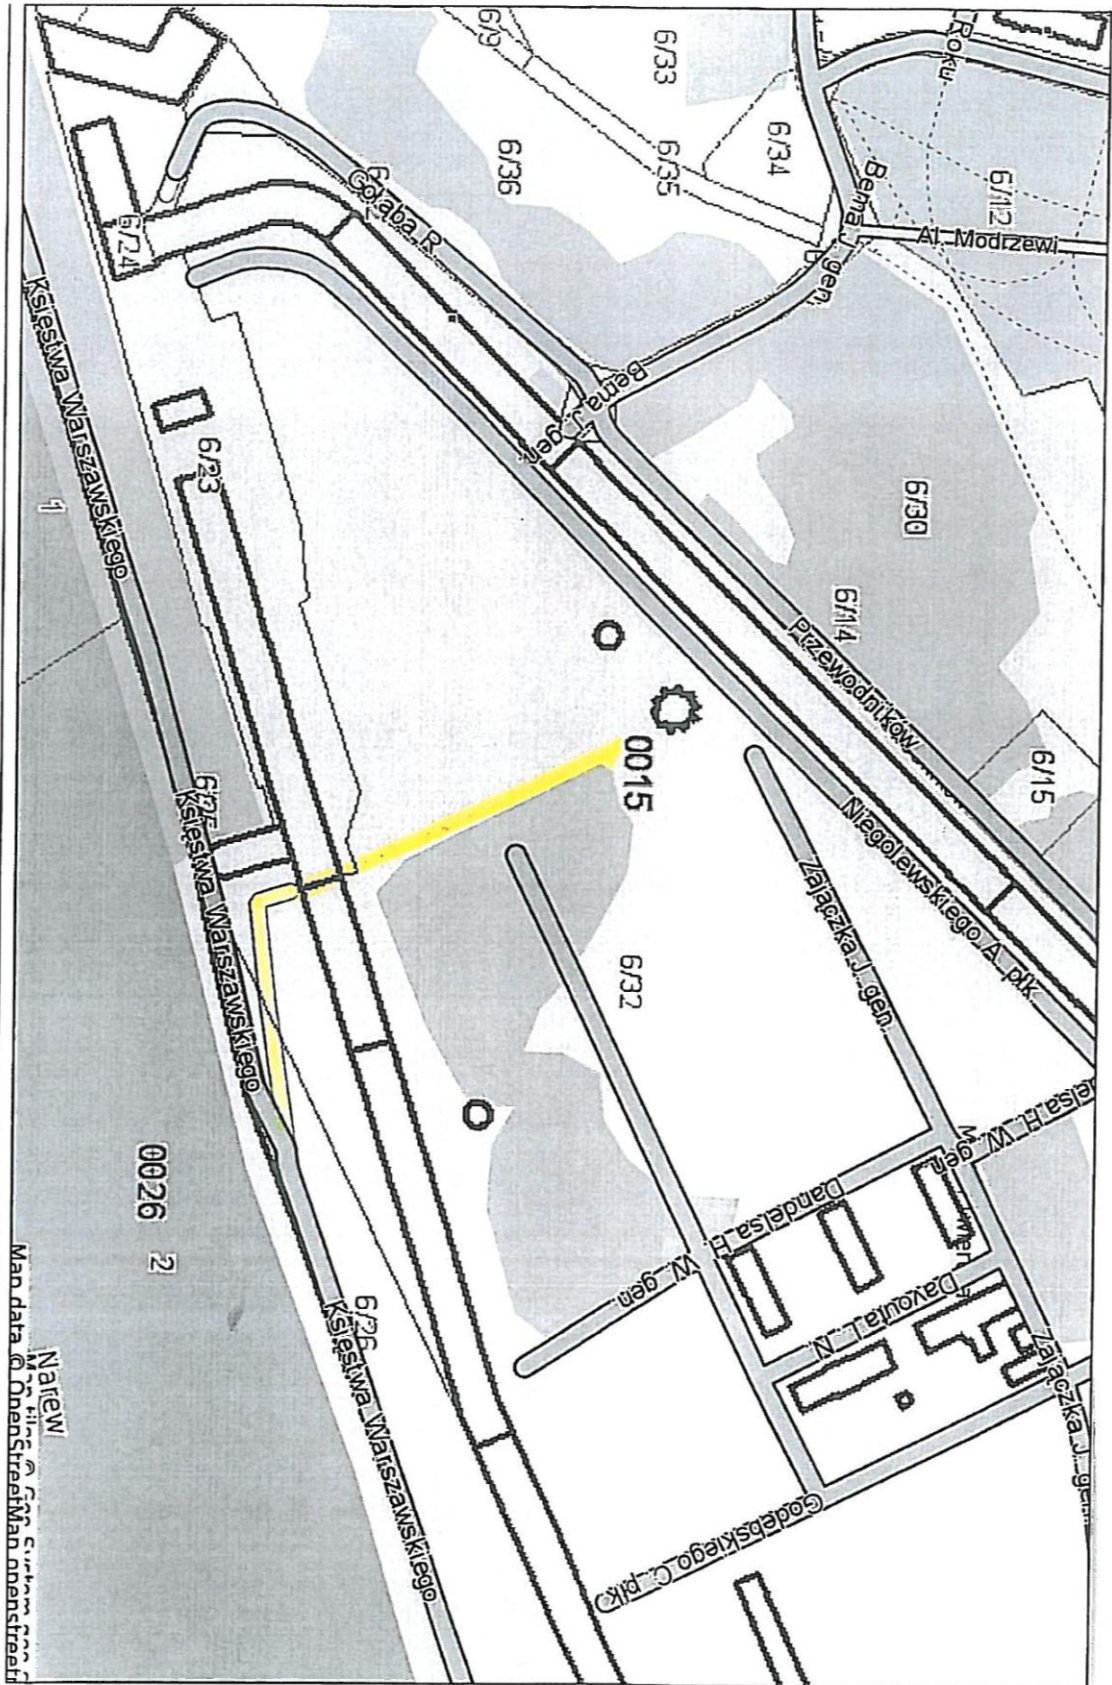 6/9
6/33
6/34
6/35
6/36
6/12
Roku
Bema J. gen.
Al. Modrzewi
Gołąba R.
6/24
Bema J. gen.
Księstwa Warszawskiego
6/23
1
6/30
6/14
Przewodników
6/15
0015
Niegolewskiego A. płk
Zajączka J. gen.
6/32
Księstwa Warszawskiego
Dandelsa H. W. gen.
0026
2
Davouta L. N.
Zajączka J. gen.
6/26
Księstwa Warszawskiego
Godebskiego C. płk
Narew
Map data © OpenStreetMap openstreetm